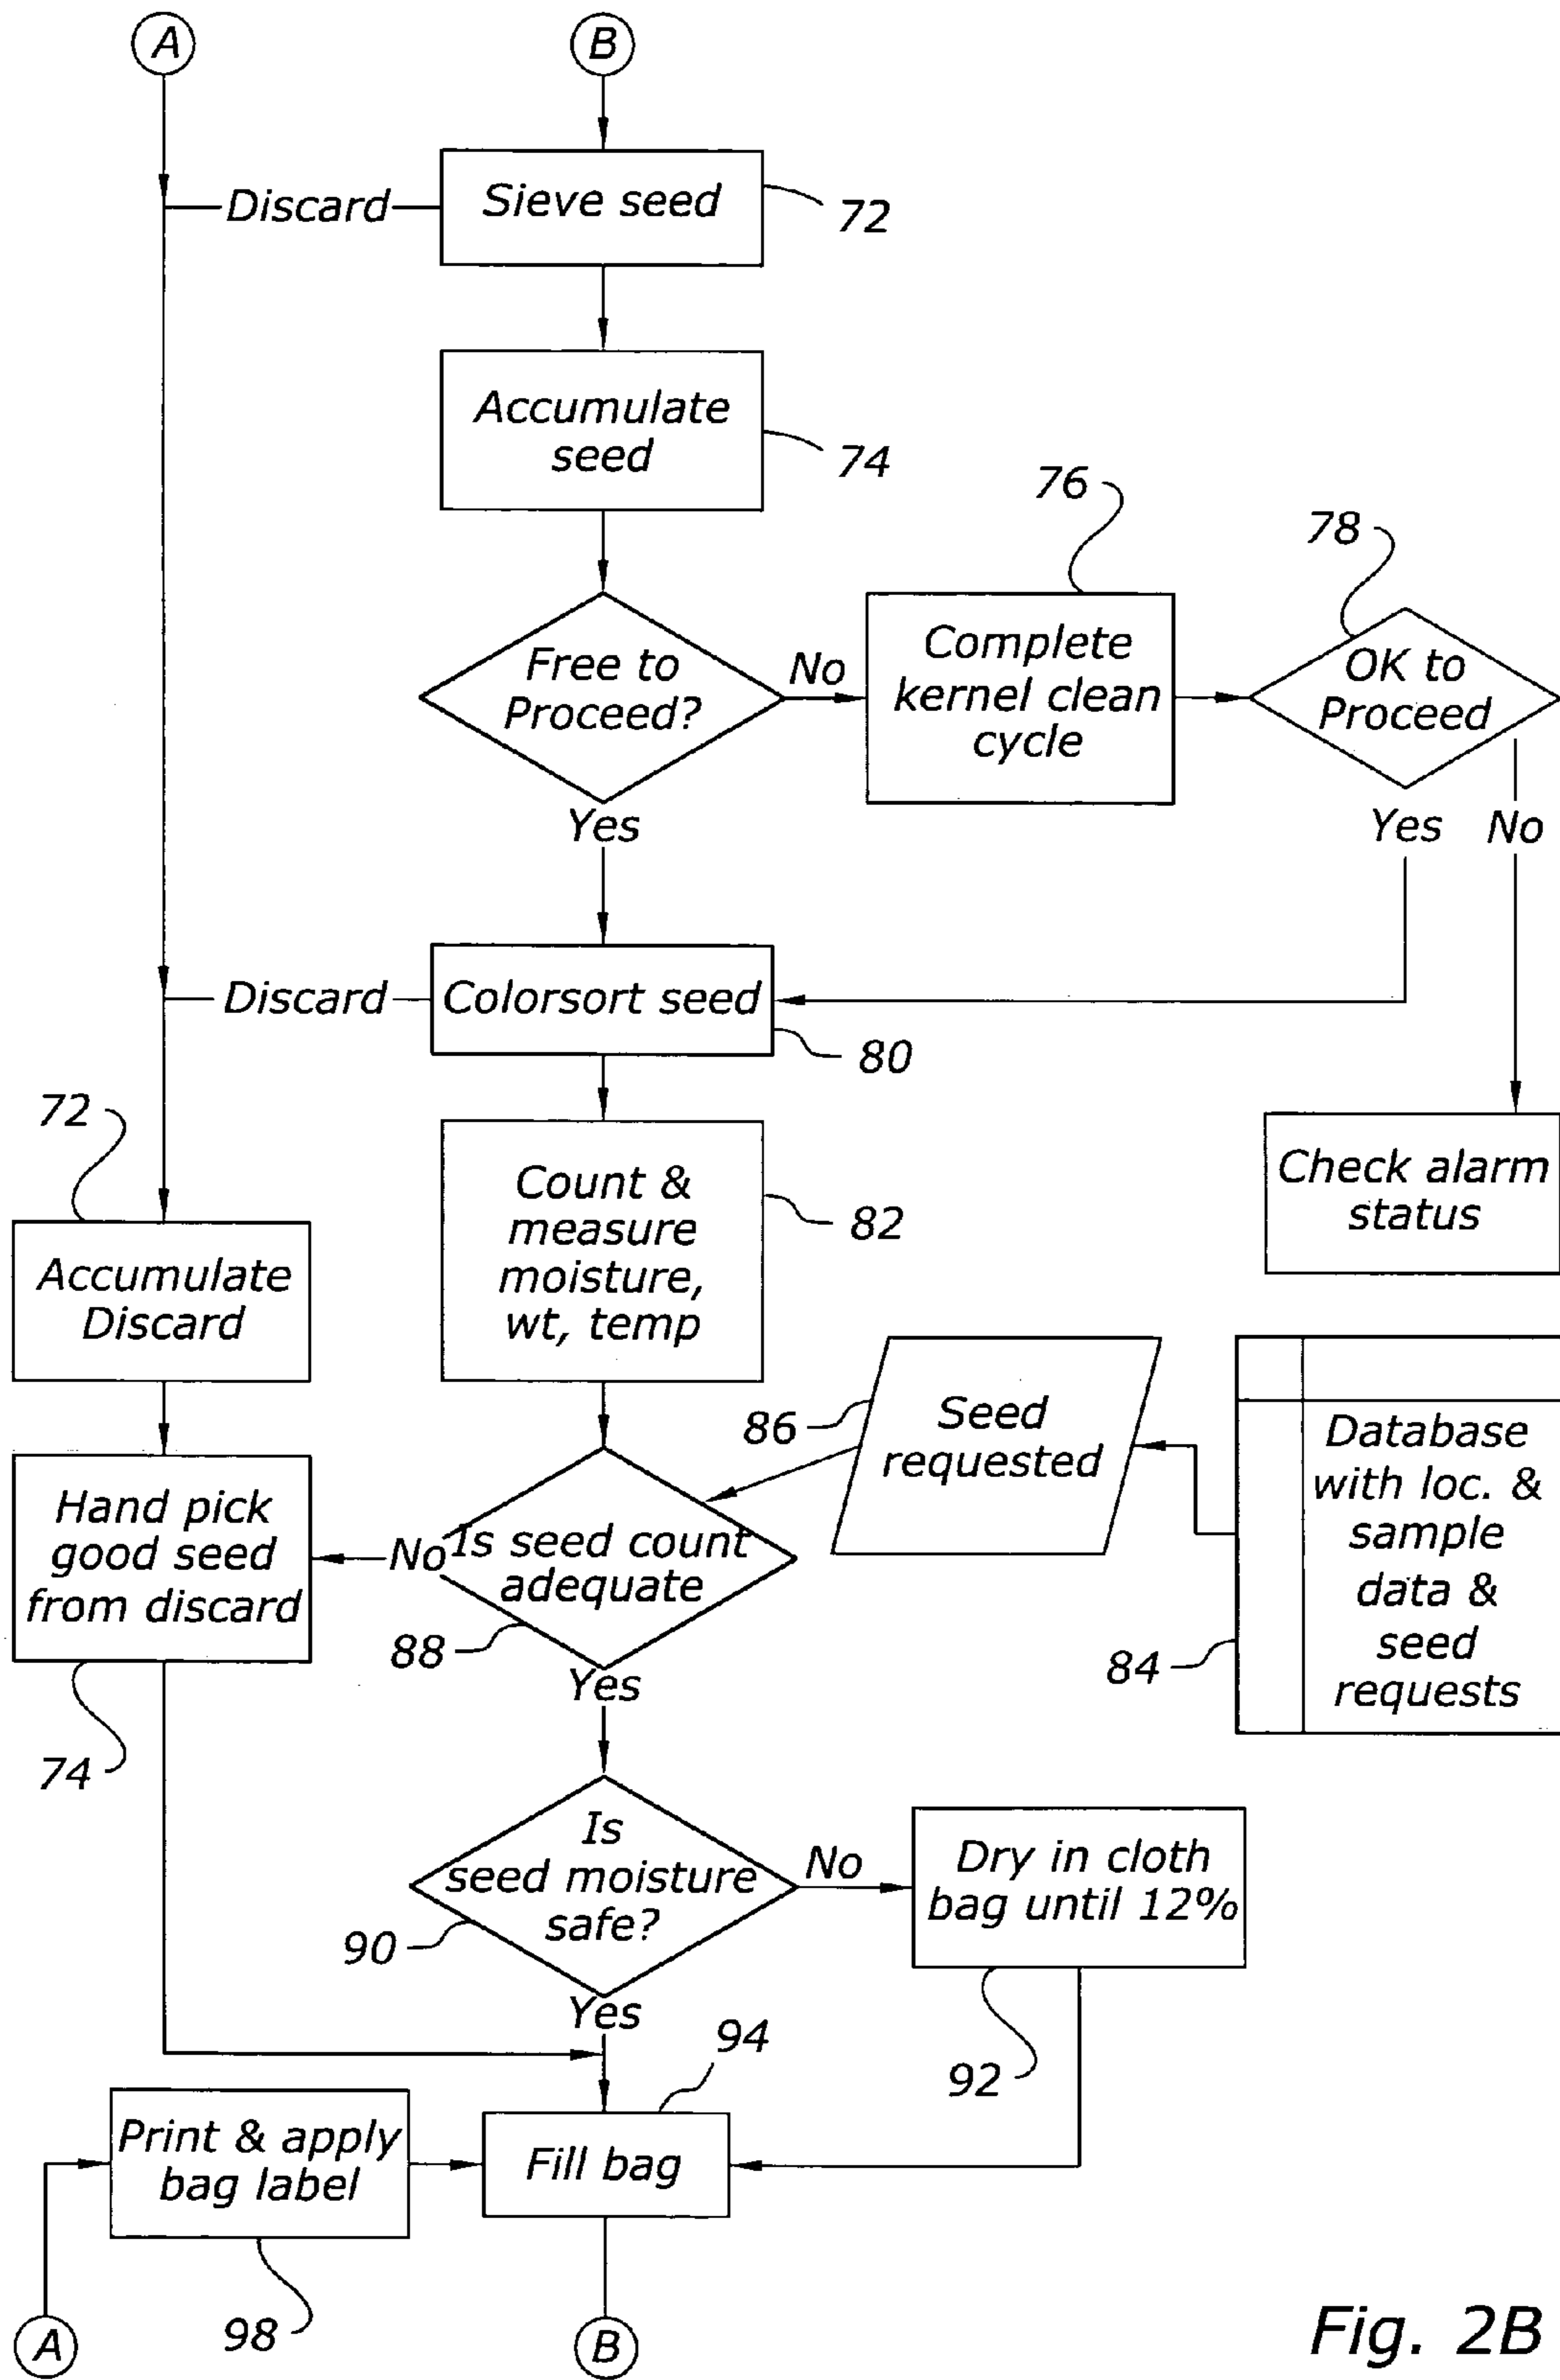 A
B
Discard
Sieve seed
72
Accumulate
seed
74
76
78
Free to
Proceed?
No
Complete
kernel clean
cycle
OK to
Proceed
Yes
Yes
No
Discard
Colorsort seed
80
72
Accumulate
Discard
Count &
measure
moisture,
wt, temp
82
Check alarm
status
86
Seed
requested
Database
with loc. &
sample
data &
seed
requests
84
Hand pick
good seed
from discard
74
No
Is seed count
adequate
88
Yes
Is
seed moisture
safe?
90
No
Dry in cloth
bag until 12%
92
Yes
94
Print & apply
bag label
98
Fill bag
A
B
Fig. 2B